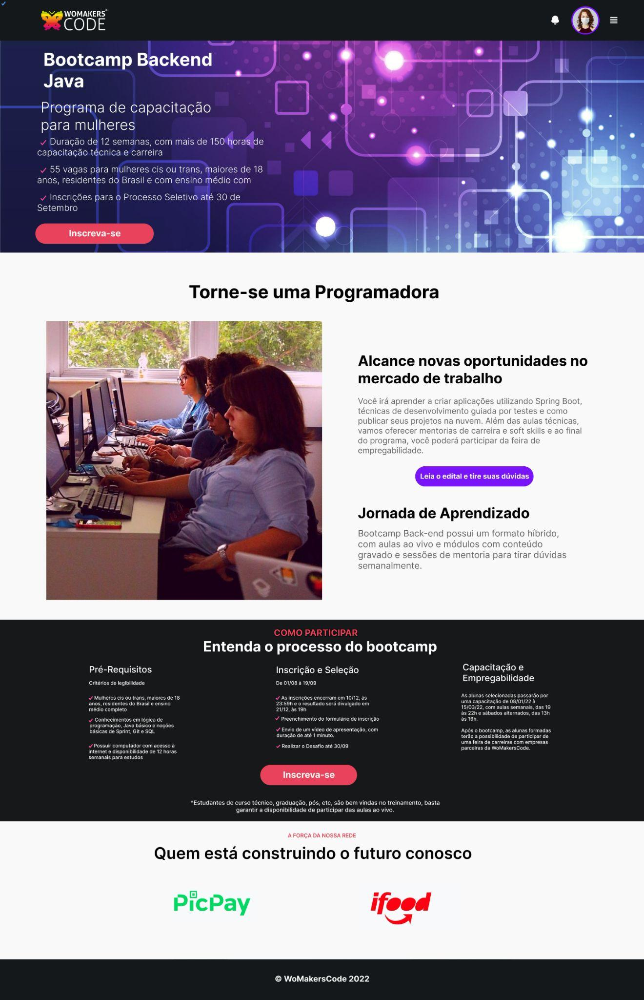 WOMAKERS
CODE
Bootcamp Backend
Java
Programa de capacitação
para mulheres
Duração de 12 semanas, com mais de 150 horas de
capacitação técnica e carreira
55 vagas para mulheres cis ou trans, maiores de 18
anos, residentes do Brasil e com ensino médio com
Inscrições para o Processo Seletivo até 30 de
Setembro
Inscreva-se
Torne-se uma Programadora
Alcance novas oportunidades no
mercado de trabalho
Você irá aprender a criar aplicações utilizando Spring Boot,
técnicas de desenvolvimento guiada por testes e como
publicar seus projetos na nuvem. Além das aulas técnicas,
vamos oferecer mentorias de carreira e soft skills e ao final
do programa, você poderá participar da feira de
empregabilidade.
Leia o edital e tire suas dúvidas
Jornada de Aprendizado
Bootcamp Back-end possui um formato híbrido,
com aulas ao vivo e módulos com conteúdo
gravado e sessões de mentoria para tirar dúvidas
semanalmente.
COMO PARTICIPAR
Entenda o processo do bootcamp
Pré-Requisitos
Critérios de legibilidade
Mulheres cis ou trans, maiores de 18
anos, residentes do Brasil e ensino
médio completo
Conhecimentos em lógica de
programação, Java básico e noções
básicas de Sprint, Git e SQL
Possuir computador com acesso à
internet e disponibilidade de 12 horas
semanais para estudos
Inscrição e Seleção
De 01/08 à 19/09
As inscrições encerram em 10/12, às
23:59h e o resultado será divulgado em
21/12, às 19h
Preenchimento do formulário de inscrição
Envio de um vídeo de apresentação, com
duração de até 1 minuto.
Realizar o Desafio até 30/09
Capacitação e
Empregabilidade
As alunas selecionadas passarão por
uma capacitação de 08/01/22 à
15/03/22, com aulas semanais, das 19
às 22h e sábados alternados, das 13h
às 16h.
Após o bootcamp, as alunas formadas
terão a possibilidade de participar de
uma feira de carreiras com empresas
parceiras da WoMakersCode.
Inscreva-se
*Estudantes de curso técnico, graduação, pós, etc, são bem vindas no treinamento, basta
garantir a disponibilidade de participar das aulas ao vivo.
A FORÇA DA NOSSA REDE
Quem está construindo o futuro conosco
PicPay
ifood
© WoMakersCode 2022